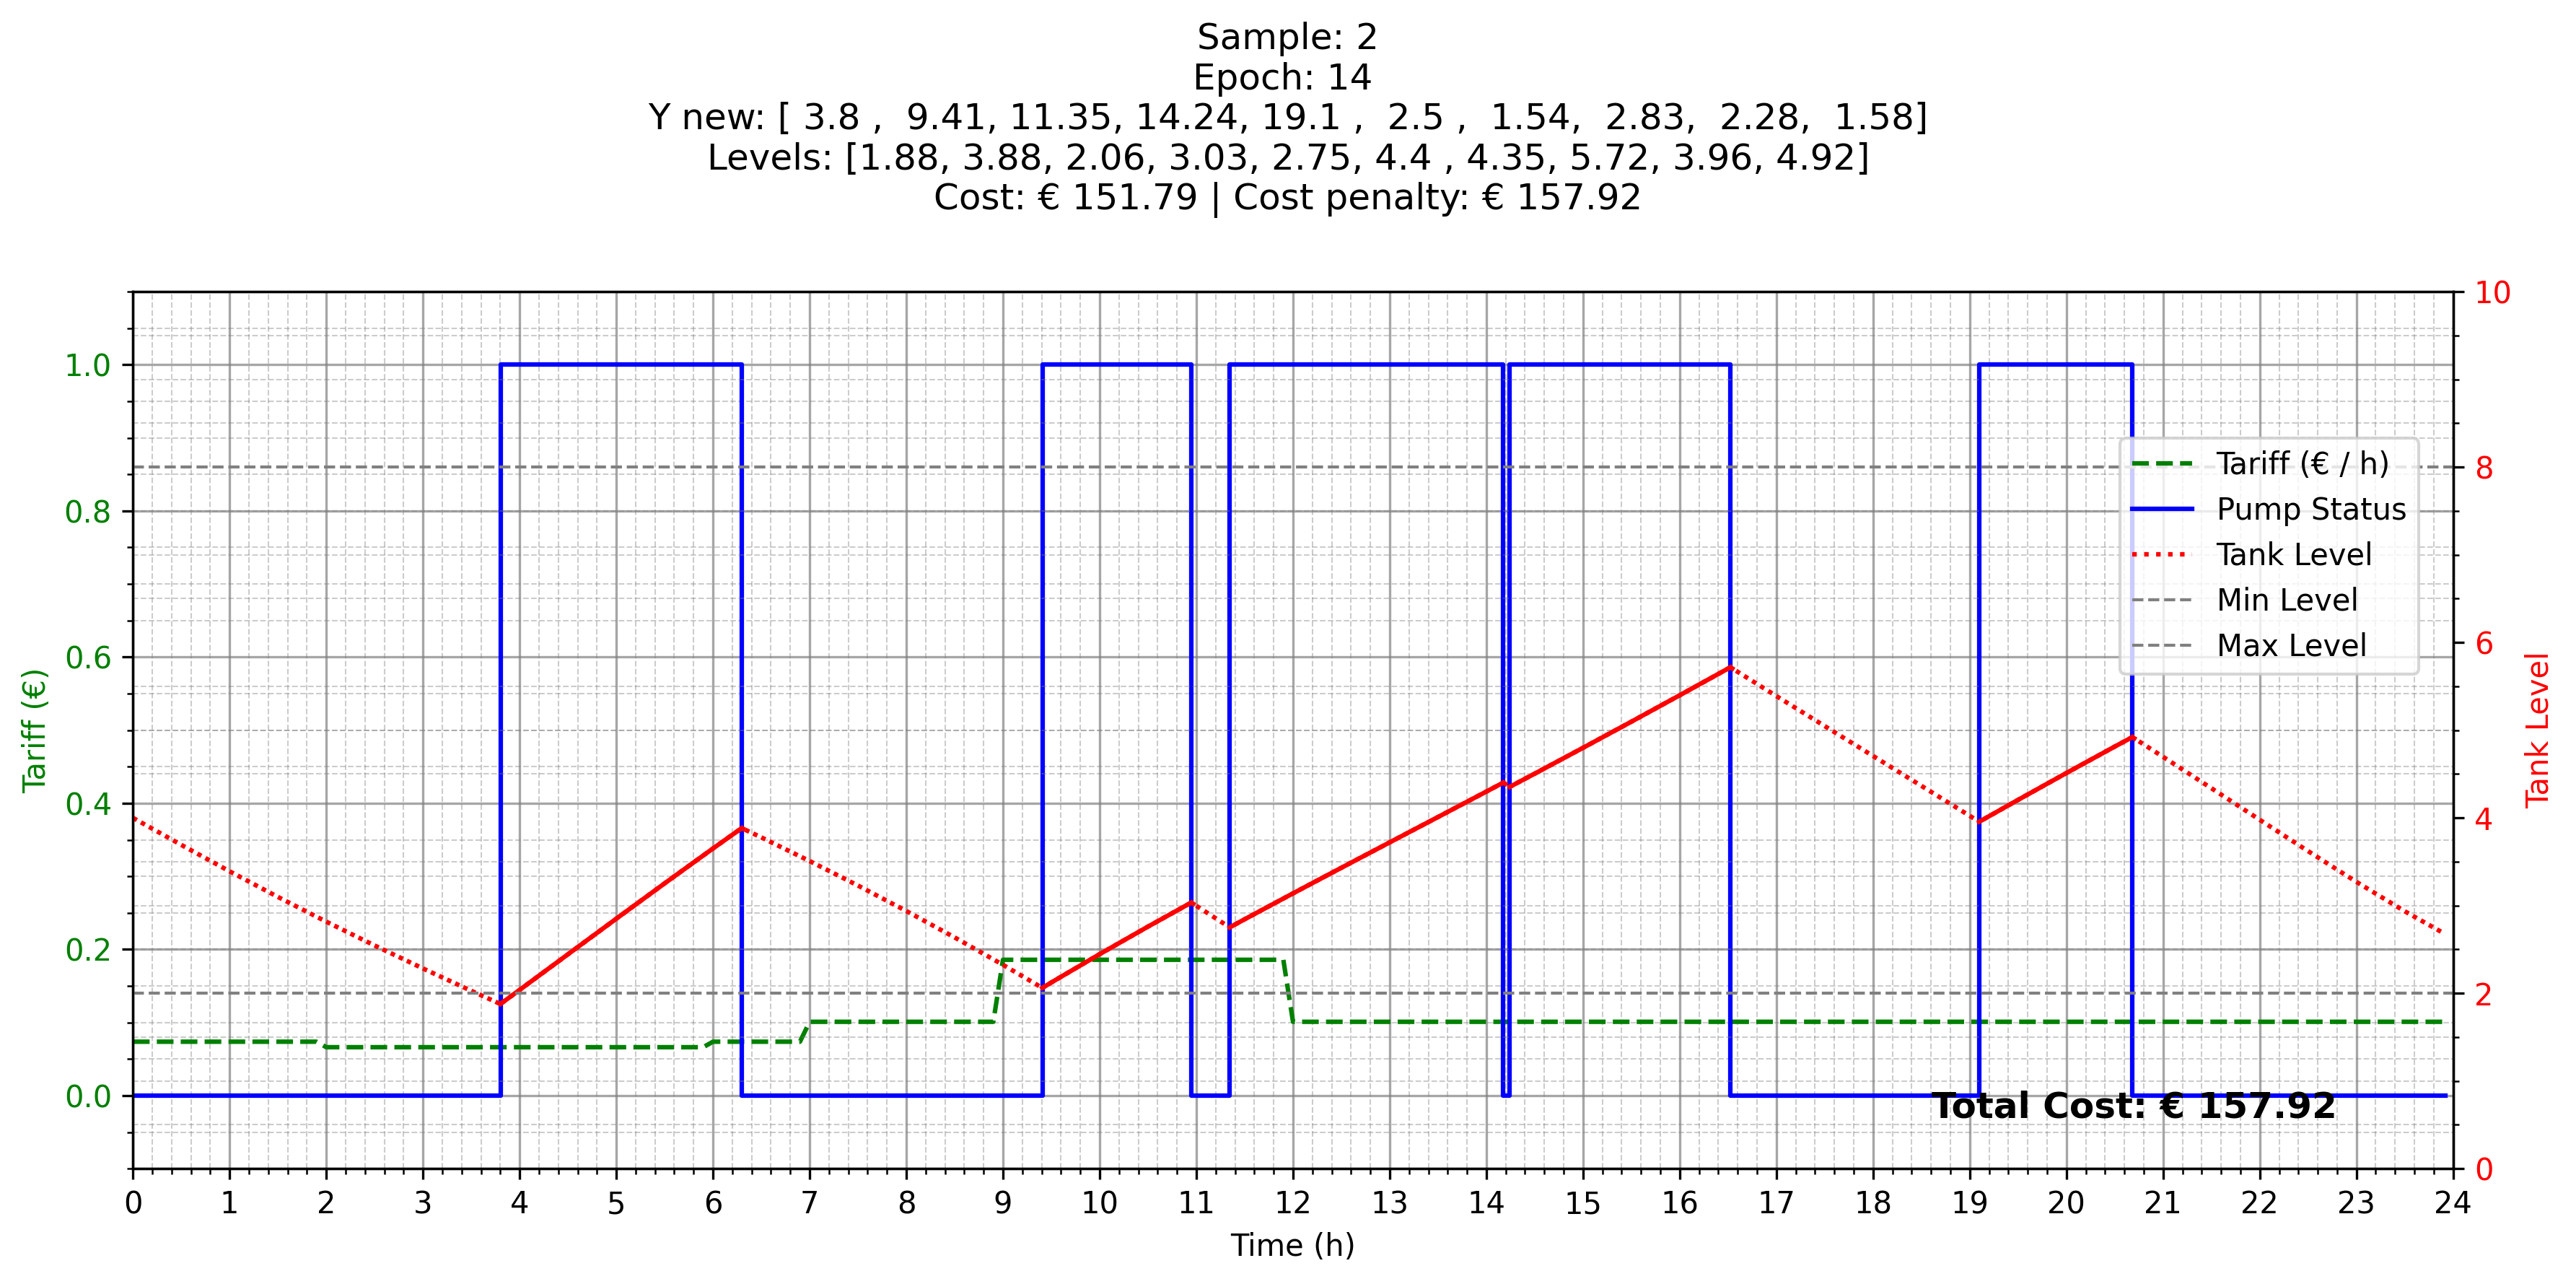 Sample: 2
Epoch: 14
Y new: [ 3.8 ,  9.41, 11.35, 14.24, 19.1 ,  2.5 ,  1.54,  2.83,  2.28,  1.58]
Levels: [1.88, 3.88, 2.06, 3.03, 2.75, 4.4 , 4.35, 5.72, 3.96, 4.92]
Cost: € 151.79 | Cost penalty: € 157.92
1.0
0.8
0.6
0.4
0.2
0.0
Tariff (€)
10
8
6
4
2
0
Tank Level
Tariff (€ / h)
Pump Status
Tank Level
Min Level
Max Level
Total Cost: € 157.92
0 1 2 3 4 5 6 7 8 9 10 11 12 13 14 15 16 17 18 19 20 21 22 23 24
Time (h)